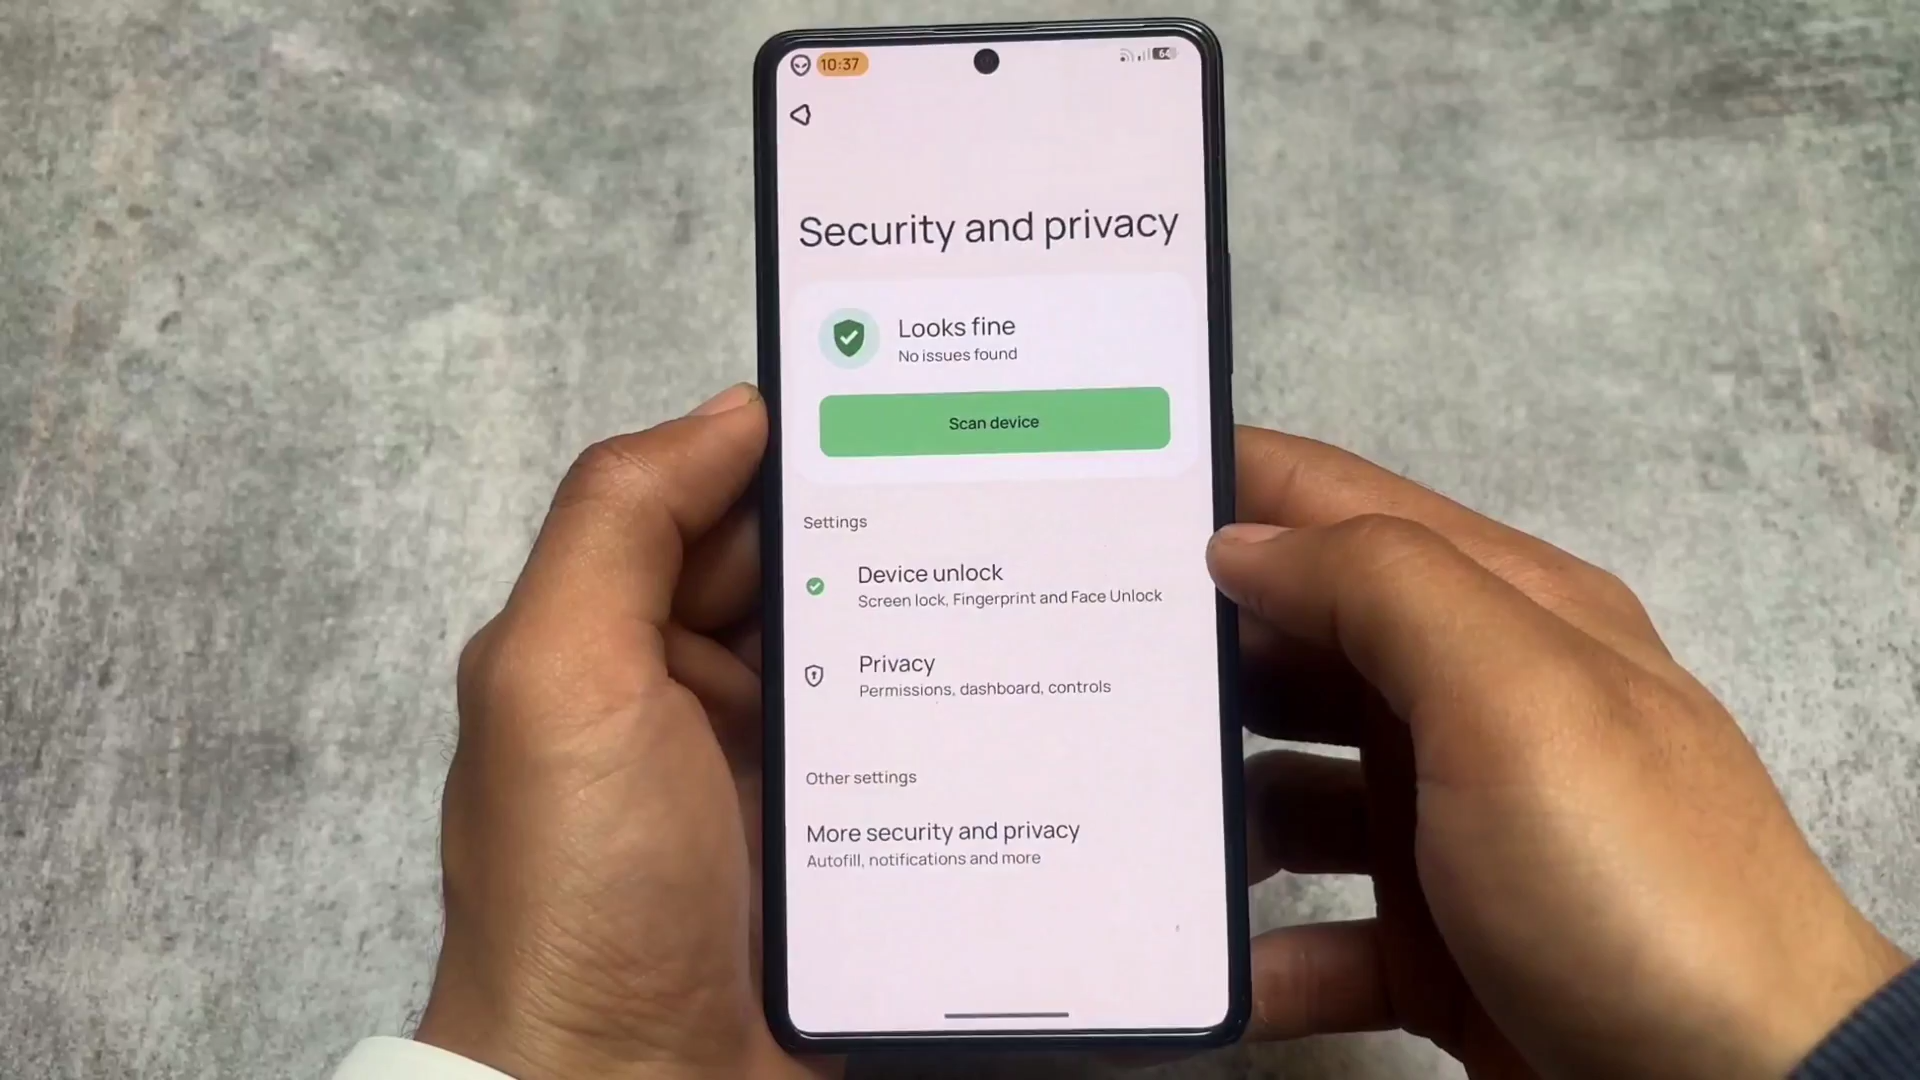 10:37
64
Security and privacy
Looks fine
No issues found
Scan device
Settings
Device unlock
Screen lock, Fingerprint and Face Unlock
Privacy
Permissions, dashboard, controls
Other settings
More security and privacy
Autofill, notifications and more